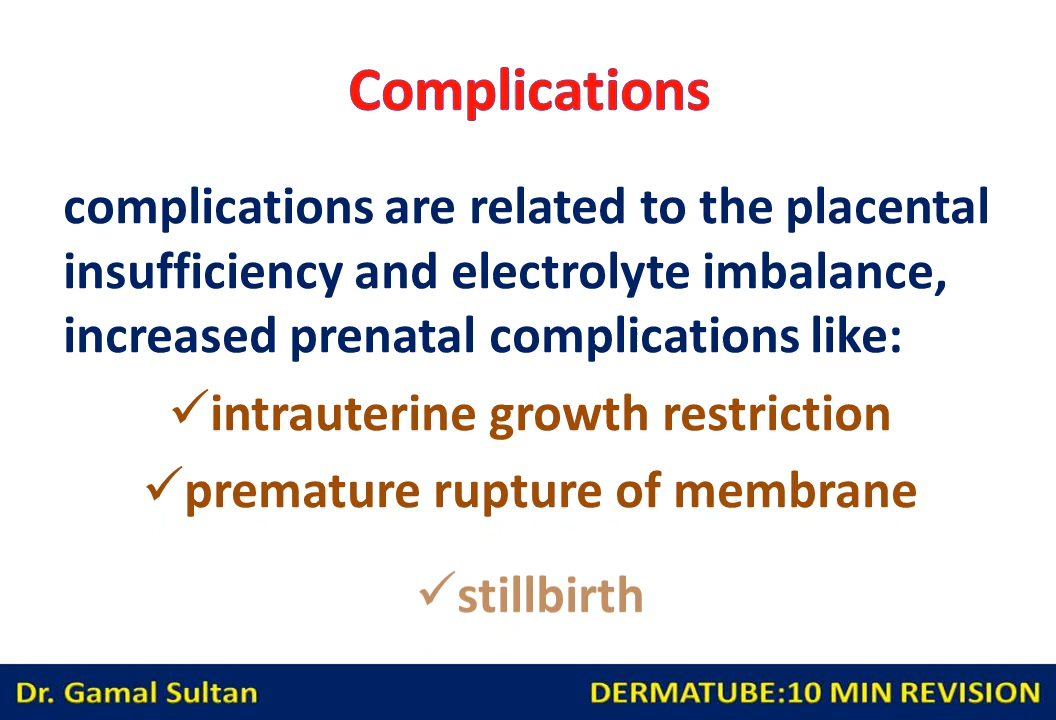 Complications
complications are related to the placental
insufficiency and electrolyte imbalance,
increased prenatal complications like:
✓intrauterine growth restriction
✓premature rupture of membrane
✓stillbirth
Dr. Gamal Sultan
DERMATUBE:10 MIN REVISION